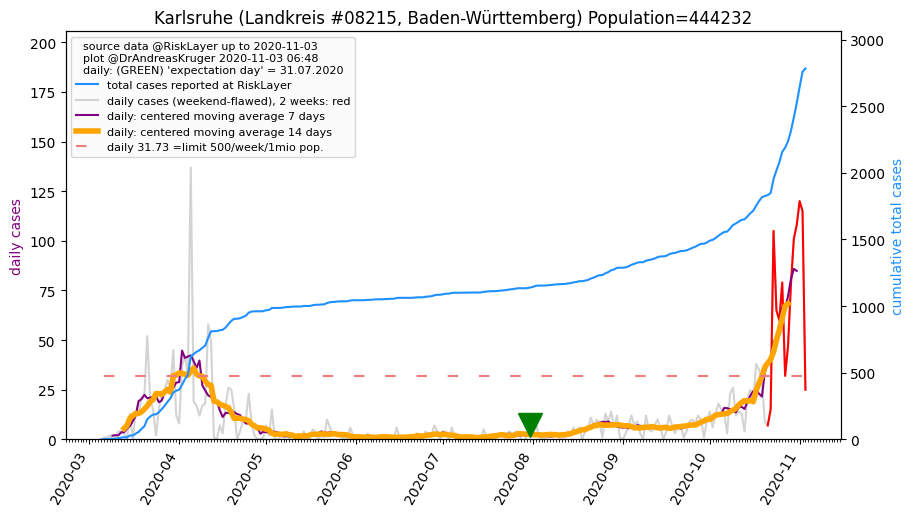 Karlsruhe (Landkreis #08215, Baden-Württemberg) Population=444232
source data @RiskLayer up to 2020-11-03
plot @DrAndreasKruger 2020-11-03 06:48
daily: (GREEN) 'expectation day' = 31.07.2020
total cases reported at RiskLayer
daily cases (weekend-flawed), 2 weeks: red
daily: centered moving average 7 days
daily: centered moving average 14 days
daily 31.73 =limit 500/week/1mio pop.
daily cases
200
175
150
125
100
75
50
25
0
3000
2500
2000
1500
1000
500
0
cumulative total cases
2020-03
2020-04
2020-05
2020-06
2020-07
2020-08
2020-09
2020-10
2020-11